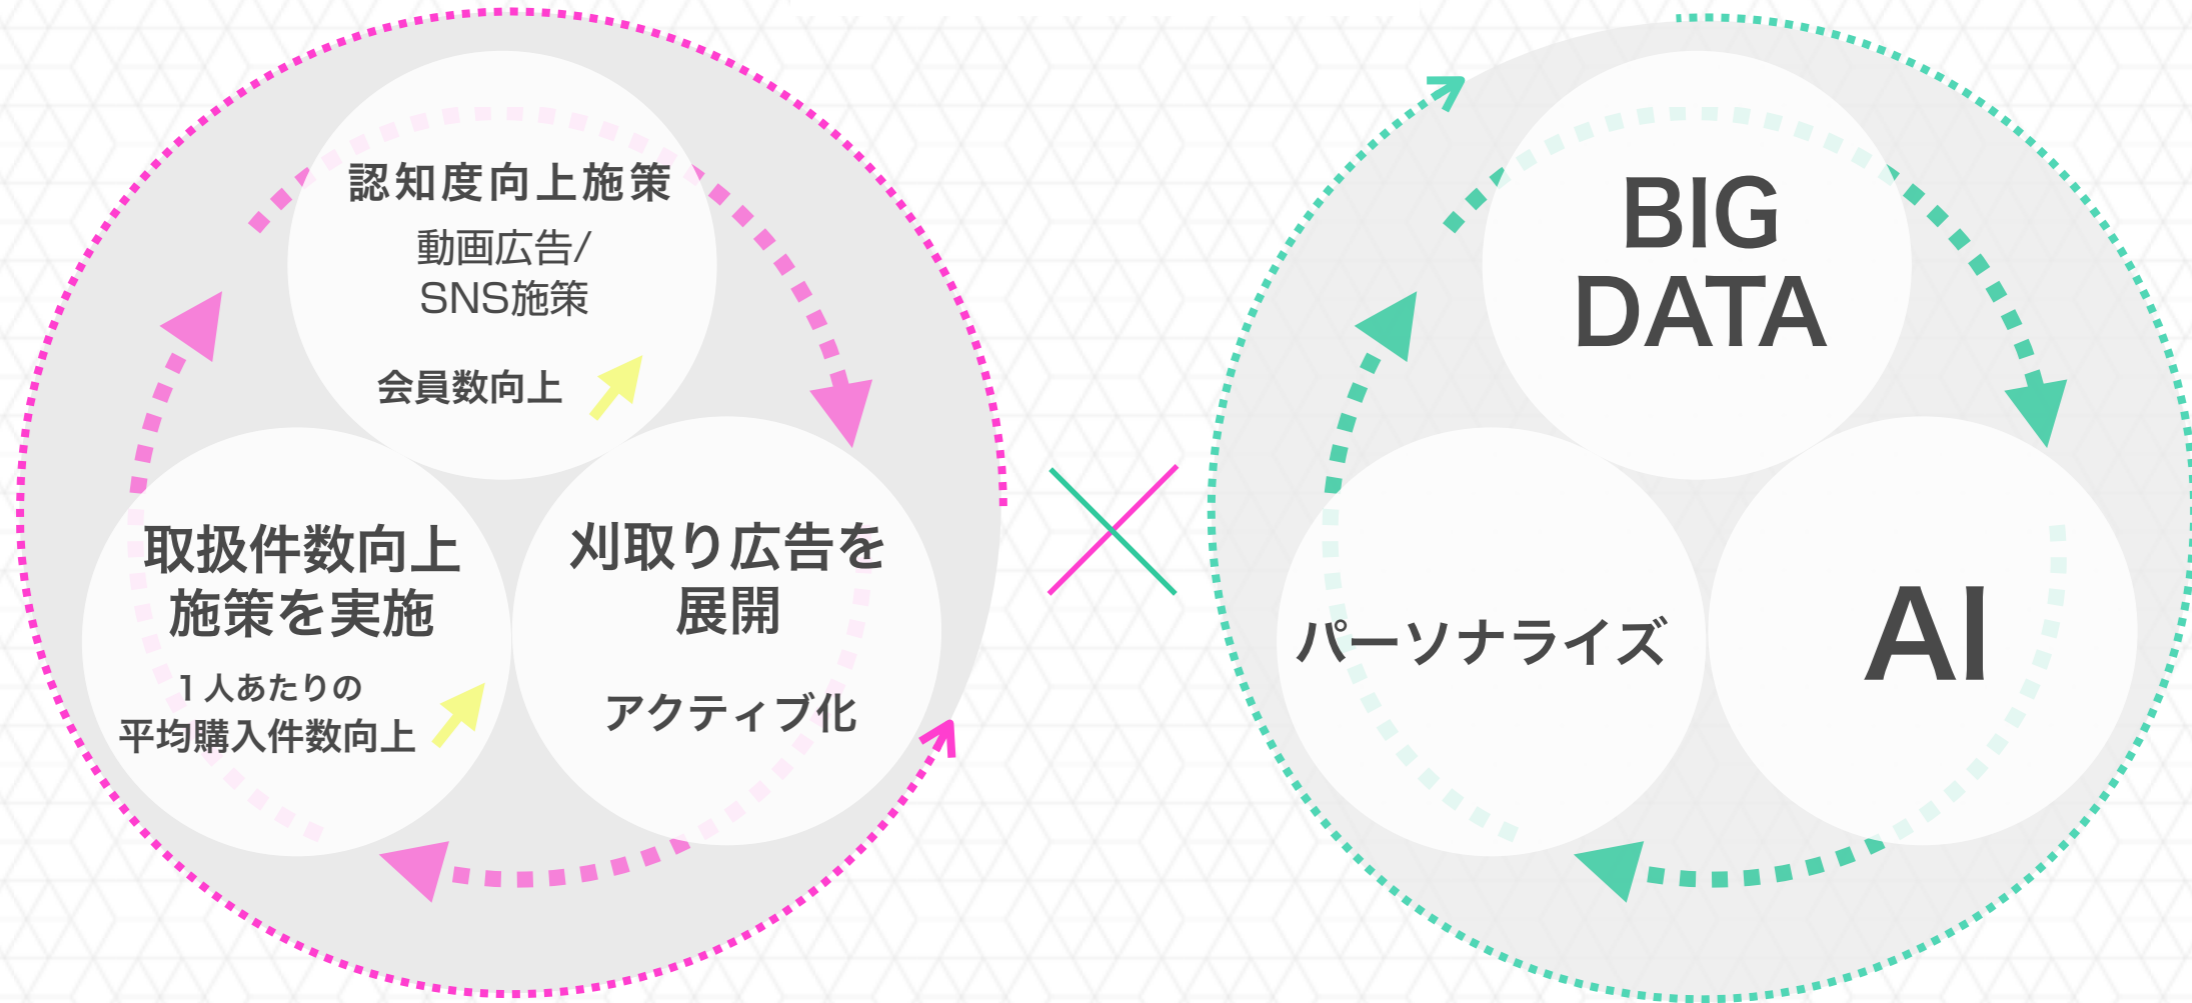 認知度向上施策
動画広告/
SNS施策
会員数向上
取扱件数向上
施策を実施
1人あたりの
平均購入件数向上
刈取り広告を
展開
アクティブ化
BIG
DATA
パーソナライズ
AI